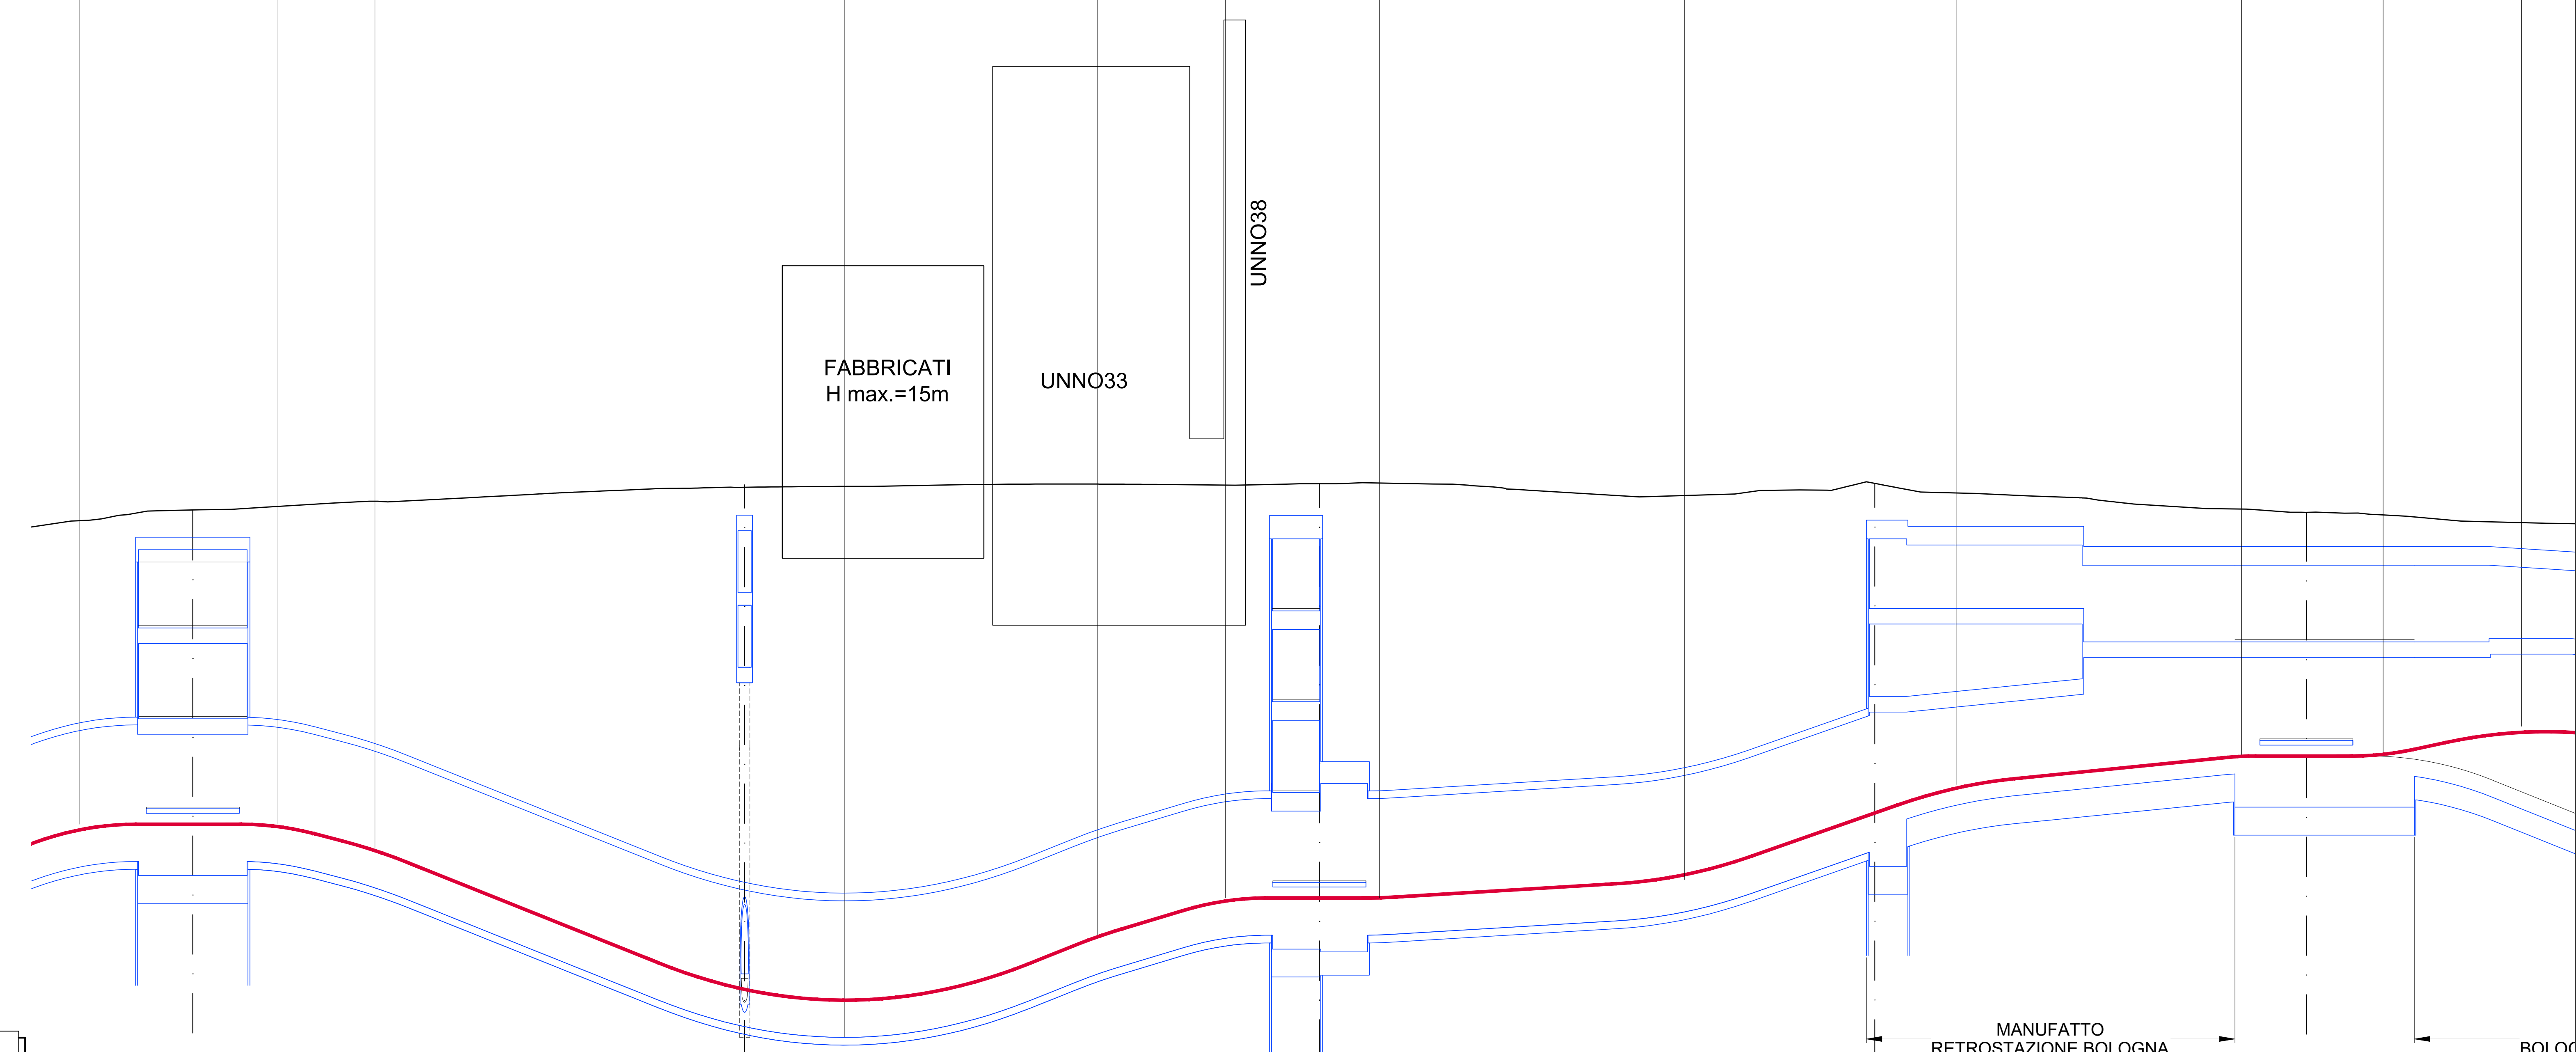 UNNO38
FABBRICATI
H max.=15m
UNNO33
MANUFATTO
RETROSTAZIONE BOLOGNA